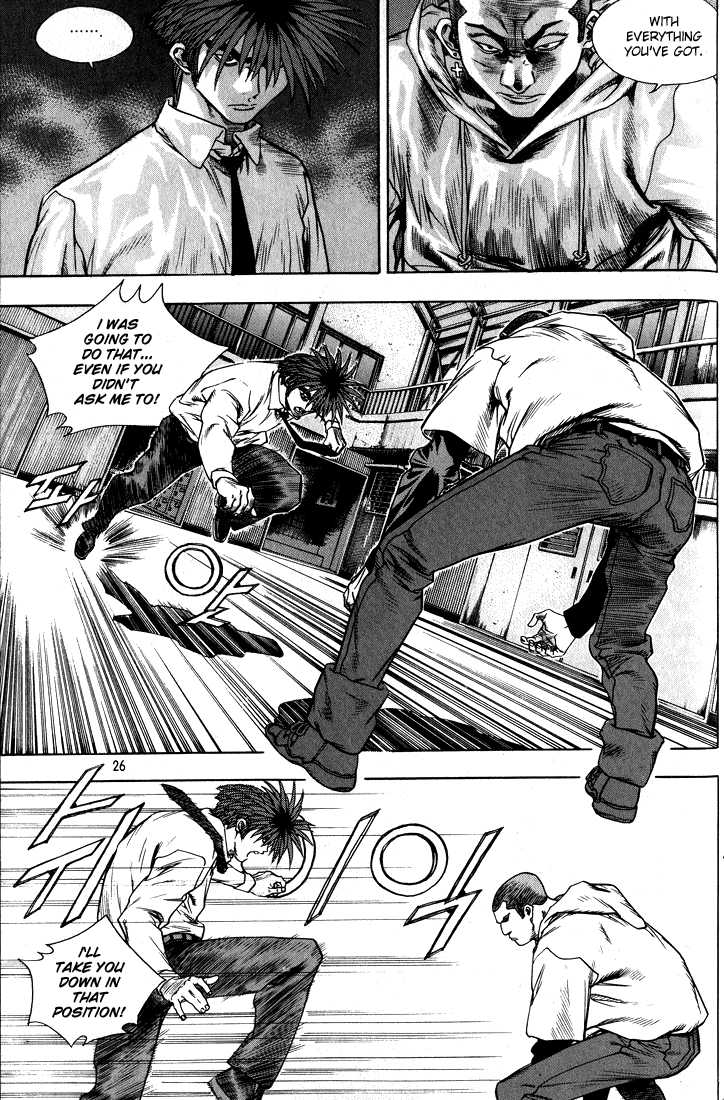 .......
WITH
EVERYTHING
YOU'VE
GOT.
I WAS
GOING TO
DO THAT...
EVEN IF YOU
DIDN'T
ASK ME TO!
26
I'LL
TAKE YOU
DOWN IN
THAT
POSITION!